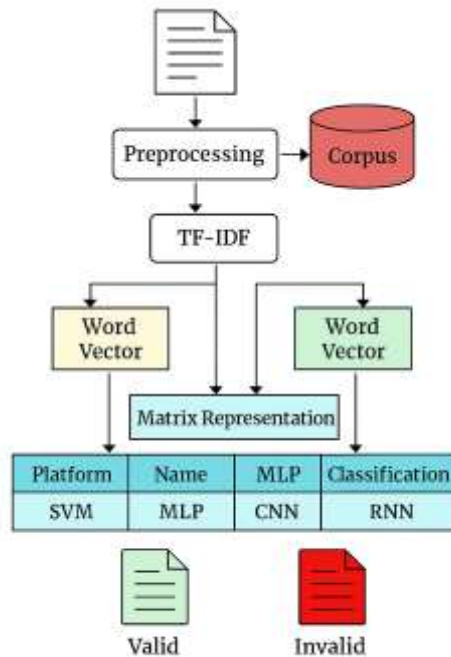 Preprocessing
Corpus
TF-IDF
Word
Vector
Word
Vector
Matrix Representation
Platform Name MLP Classification
SVM MLP CNN RNN
Valid
Invalid